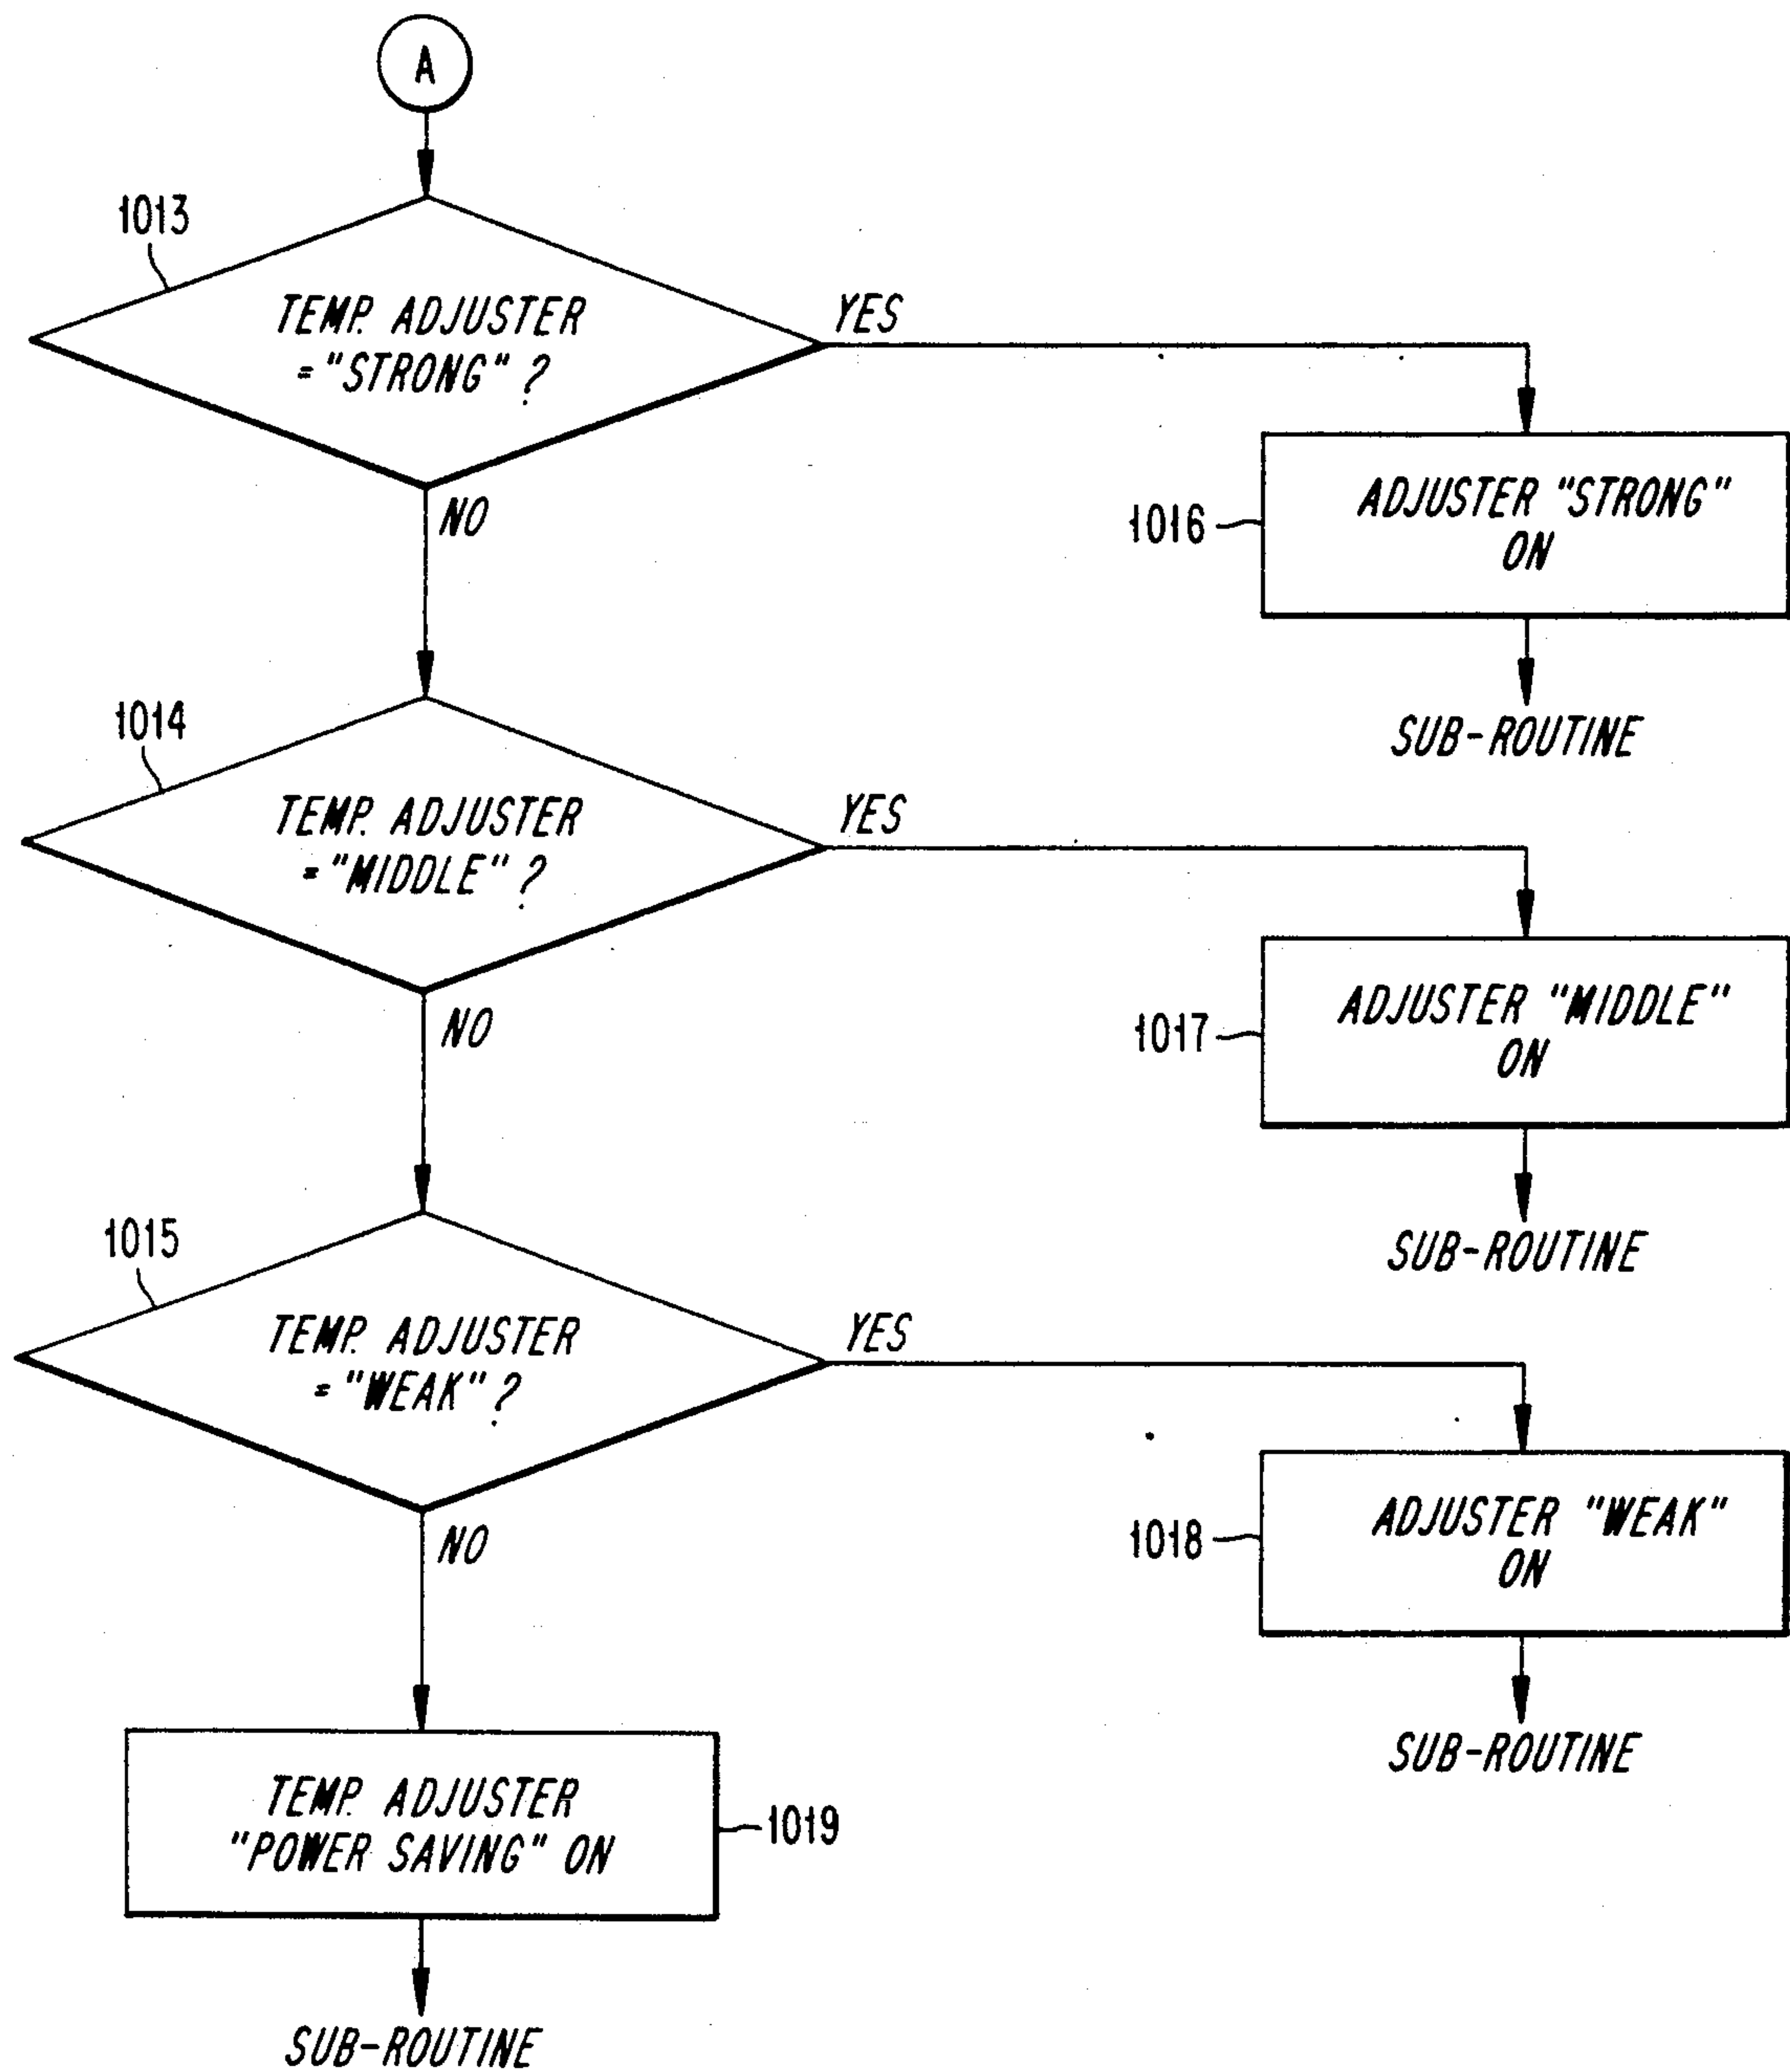 A
1013
TEMP. ADJUSTER
="STRONG"?
YES
NO
1016
ADJUSTER "STRONG"
ON
SUB-ROUTINE
1014
TEMP. ADJUSTER
="MIDDLE"?
YES
NO
1017
ADJUSTER "MIDDLE"
ON
SUB-ROUTINE
1015
TEMP. ADJUSTER
="WEAK"?
YES
NO
1018
ADJUSTER "WEAK"
ON
SUB-ROUTINE
TEMP. ADJUSTER
"POWER SAVING" ON
1019
SUB-ROUTINE